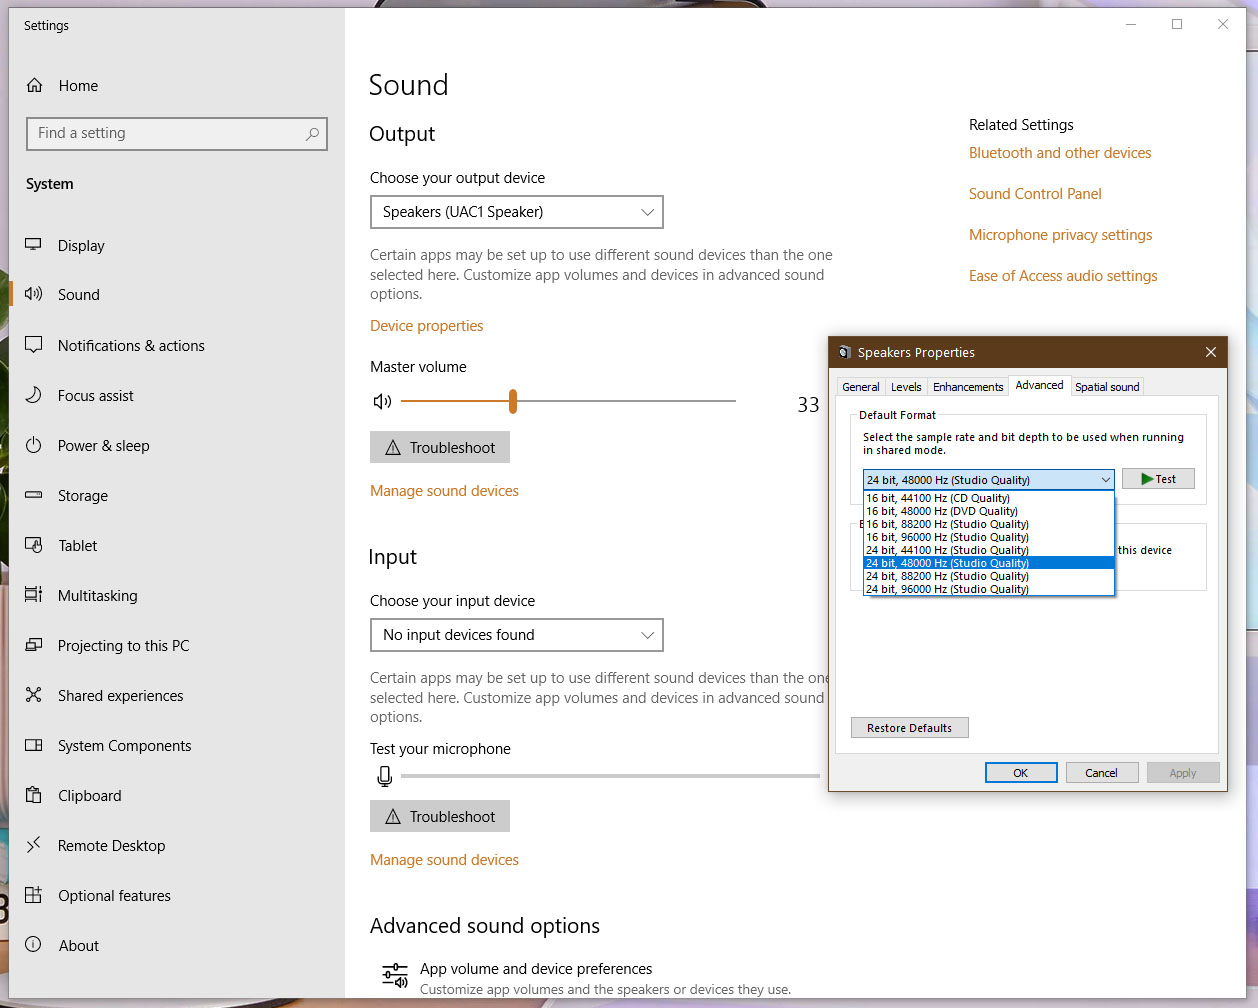 Settings
Home
Find a setting
System
Display
Sound
Notifications & actions
Focus assist
Power & sleep
Storage
Tablet
Multitasking
Projecting to this PC
Shared experiences
System Components
Clipboard
Remote Desktop
Optional features
About
Sound
Output
Choose your output device
Speakers (UAC1 Speaker)
Certain apps may be set up to use different sound devices than the one
selected here. Customize app volumes and devices in advanced sound
options.
Device properties
Master volume
33
Troubleshoot
Manage sound devices
Input
Choose your input device
No input devices found
Certain apps may be set up to use different sound devices than the one
selected here. Customize app volumes and devices in advanced sound
options.
Test your microphone
Troubleshoot
Manage sound devices
Advanced sound options
App volume and device preferences
Customize app volumes and the speakers or devices they use.
Related Settings
Bluetooth and other devices
Sound Control Panel
Microphone privacy settings
Ease of Access audio settings
Speakers Properties
General Levels Enhancements Advanced Spatial sound
Default Format
Select the sample rate and bit depth to be used when running
in shared mode.
24 bit, 48000 Hz (Studio Quality)
Test
16 bit, 44100 Hz (CD Quality)
16 bit, 48000 Hz (DVD Quality)
16 bit, 88200 Hz (Studio Quality)
16 bit, 96000 Hz (Studio Quality)
24 bit, 44100 Hz (Studio Quality)
24 bit, 48000 Hz (Studio Quality)
24 bit, 88200 Hz (Studio Quality)
24 bit, 96000 Hz (Studio Quality)
this device
Restore Defaults
OK Cancel Apply